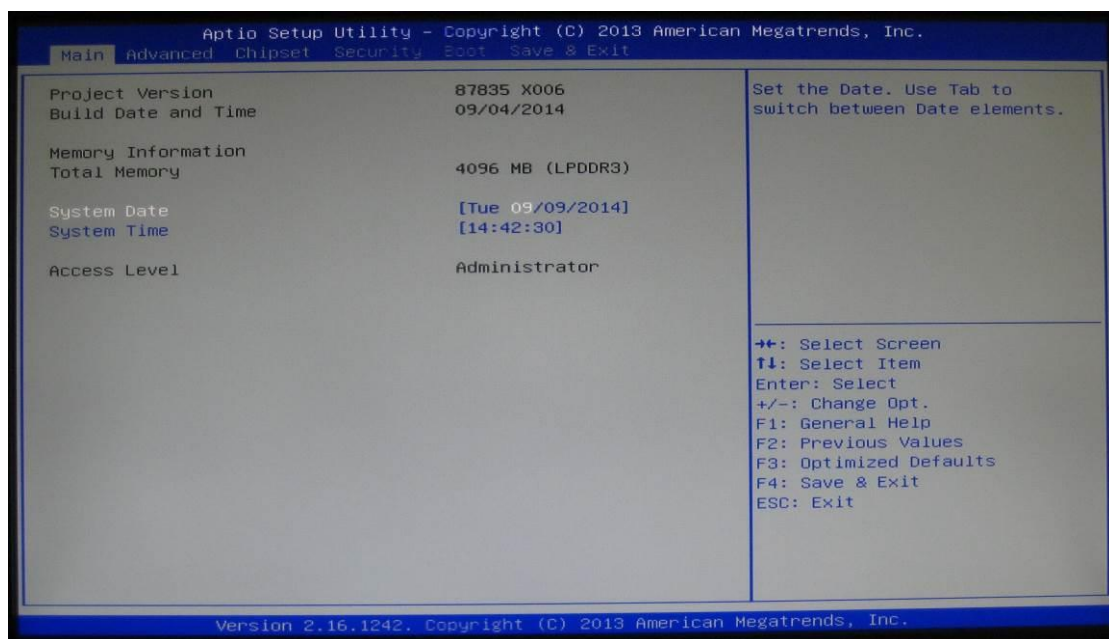 Aptio Setup Utility – Copyright (C) 2013 American Megatrends, Inc.
Main Advanced Chipset Security Boot Save & Exit
Project Version 87835 X006
Build Date and Time 09/04/2014
Memory Information
Total Memory 4096 MB (LPDDR3)
System Date [Tue 09/09/2014]
System Time [14:42:30]
Access Level Administrator
Set the Date. Use Tab to
switch between Date elements.
→←: Select Screen
↑↓: Select Item
Enter: Select
+/-: Change Opt.
F1: General Help
F2: Previous Values
F3: Optimized Defaults
F4: Save & Exit
ESC: Exit
Version 2.16.1242. Copyright (C) 2013 American Megatrends, Inc.